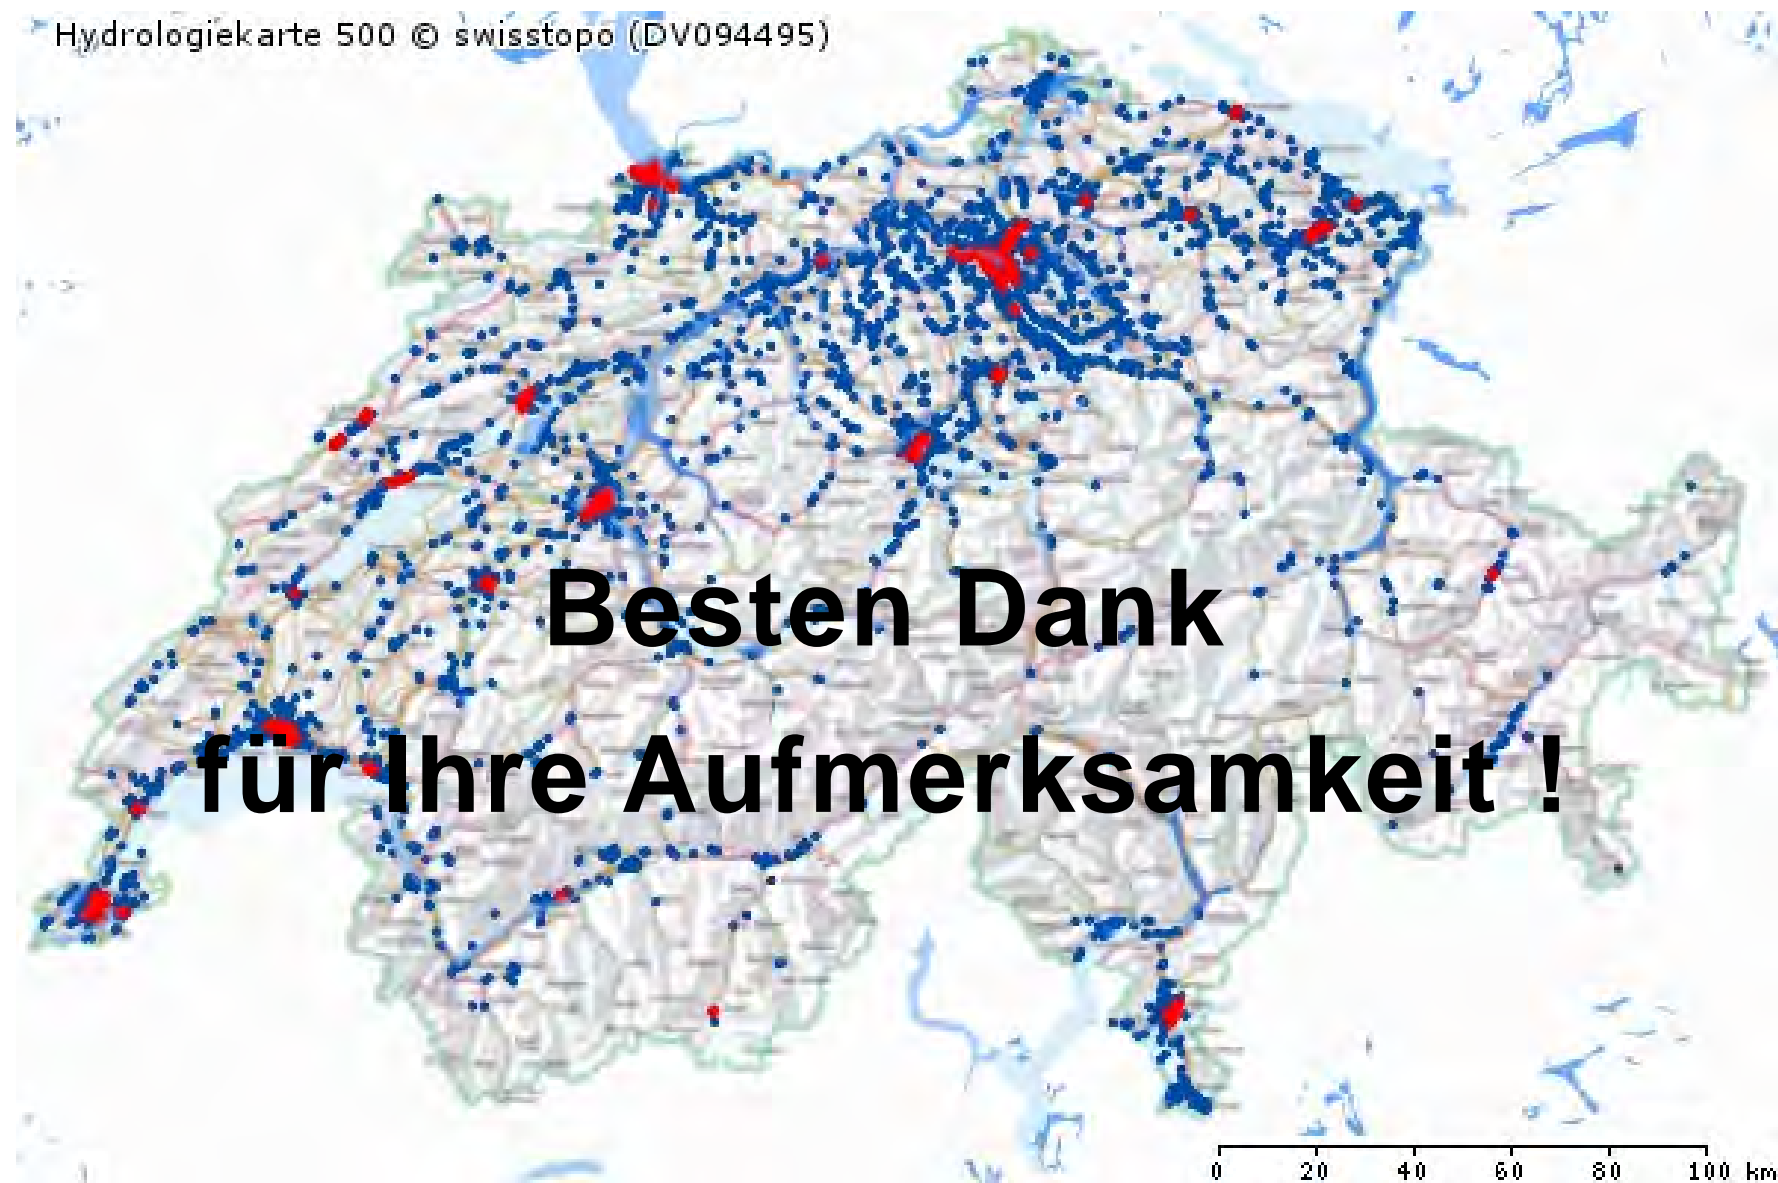 Hydrologiekarte 500 © swisstopo (DV094495)
Besten Dank
für Ihre Aufmerksamkeit !
0 20 40 60 80 100 km